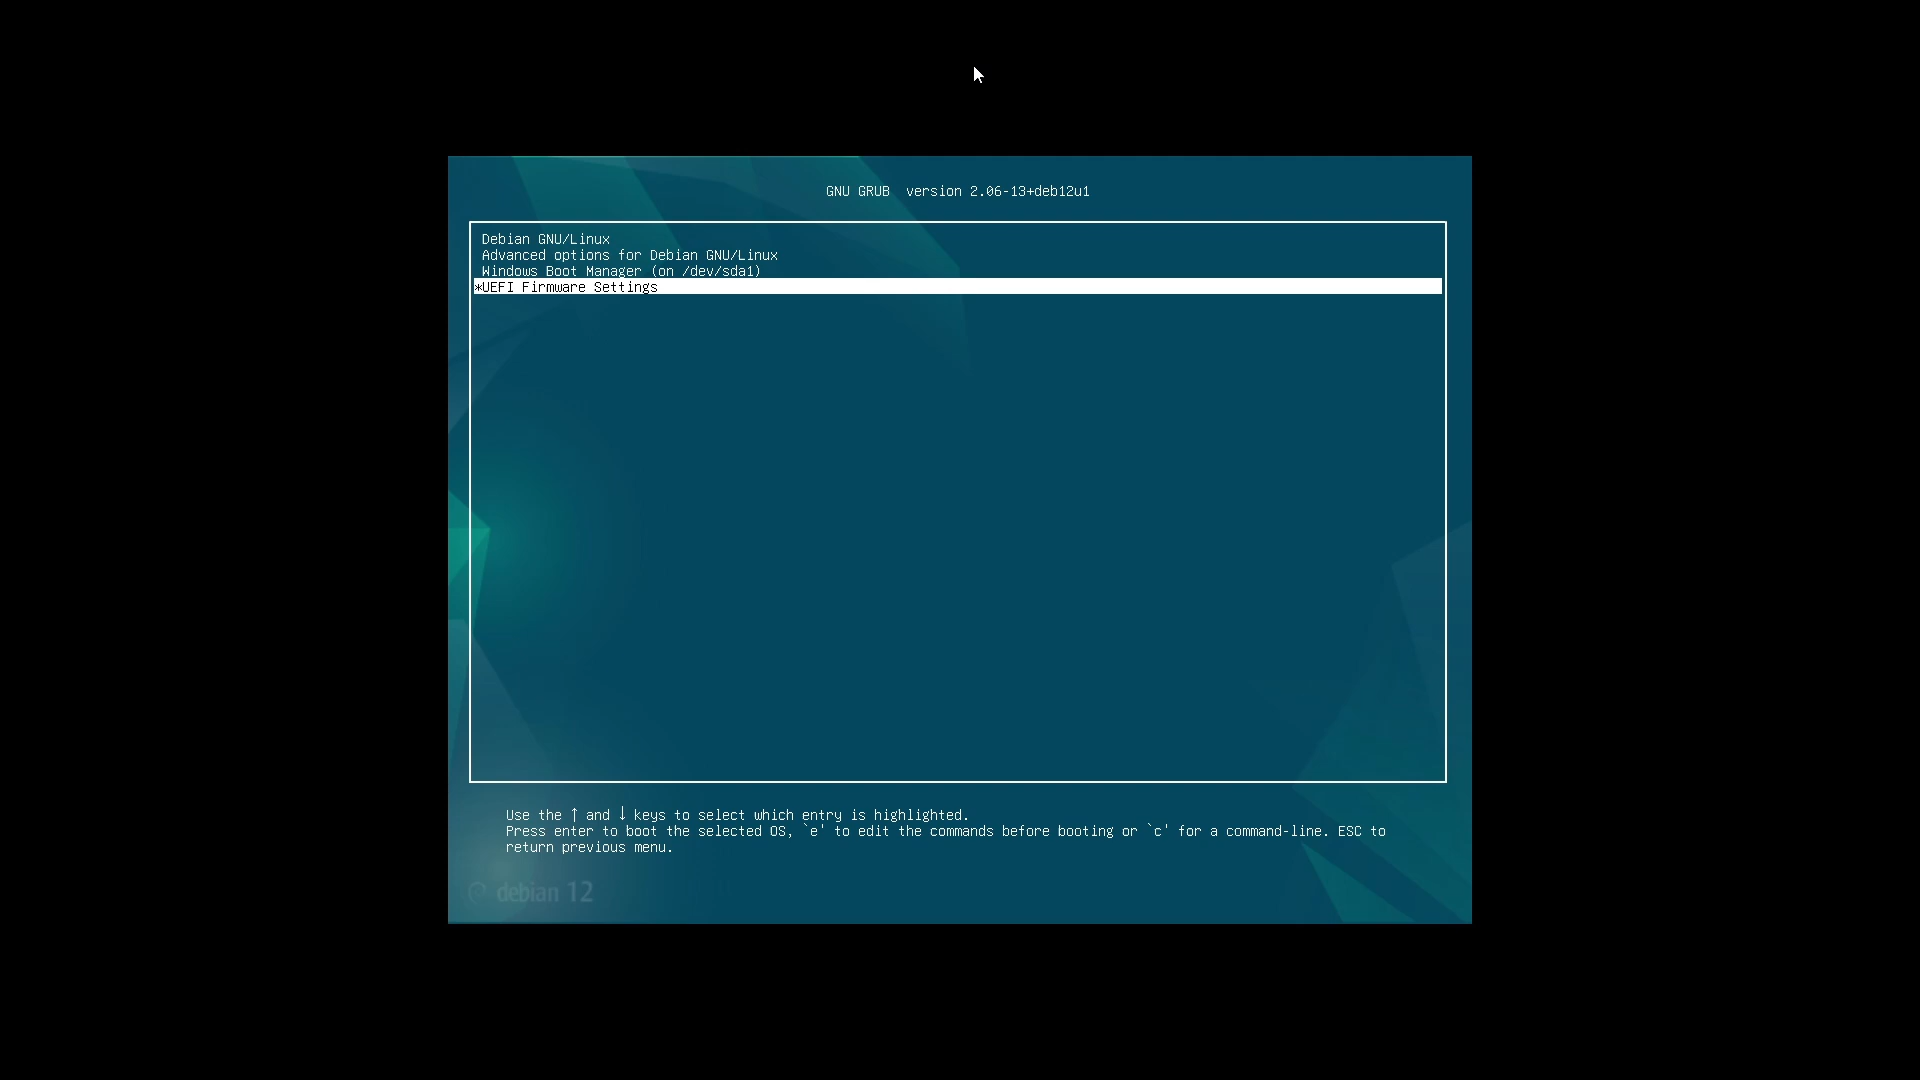 GNU GRUB  version 2.06-13+deb12u1
Debian GNU/Linux
Advanced options for Debian GNU/Linux
Windows Boot Manager (on /dev/sda1)
*UEFI Firmware Settings
Use the ↑ and ↓ keys to select which entry is highlighted.
Press enter to boot the selected OS, `e' to edit the commands before booting or `c' for a command-line. ESC to
return previous menu.
debian 12